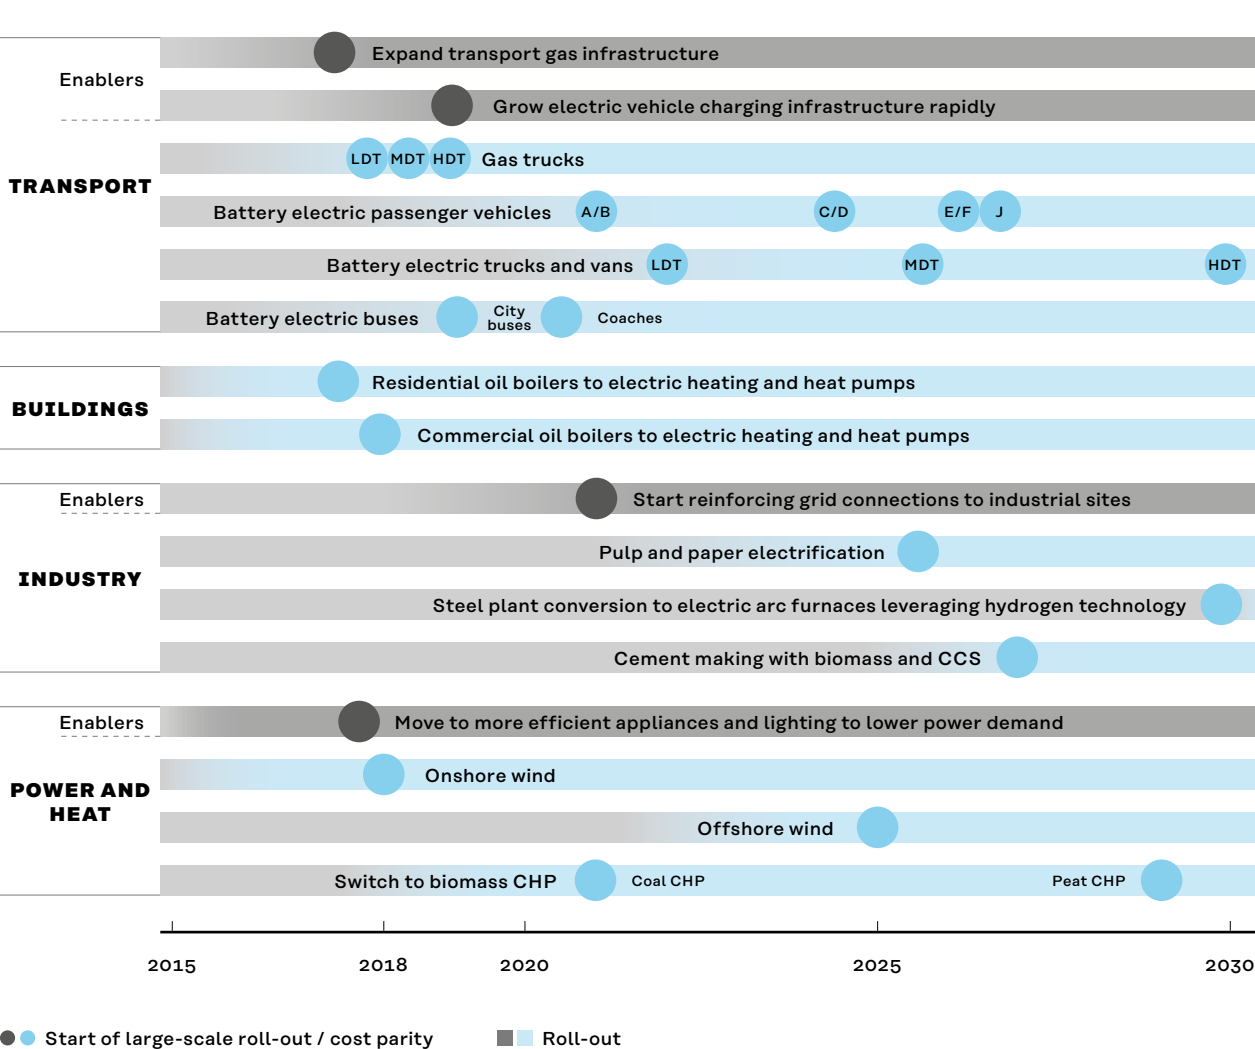 Enablers
Expand transport gas infrastructure
Grow electric vehicle charging infrastructure rapidly
TRANSPORT
LDT MDT HDT Gas trucks
Battery electric passenger vehicles A/B C/D E/F J
Battery electric trucks and vans LDT MDT HDT
Battery electric buses City
buses Coaches
BUILDINGS
Residential oil boilers to electric heating and heat pumps
Commercial oil boilers to electric heating and heat pumps
Enablers Start reinforcing grid connections to industrial sites
INDUSTRY
Pulp and paper electrification
Steel plant conversion to electric arc furnaces leveraging hydrogen technology
Cement making with biomass and CCS
Enablers Move to more efficient appliances and lighting to lower power demand
POWER AND
HEAT
Onshore wind
Offshore wind
Switch to biomass CHP Coal CHP Peat CHP
2015 2018 2020 2025 2030
Start of large-scale roll-out / cost parity Roll-out